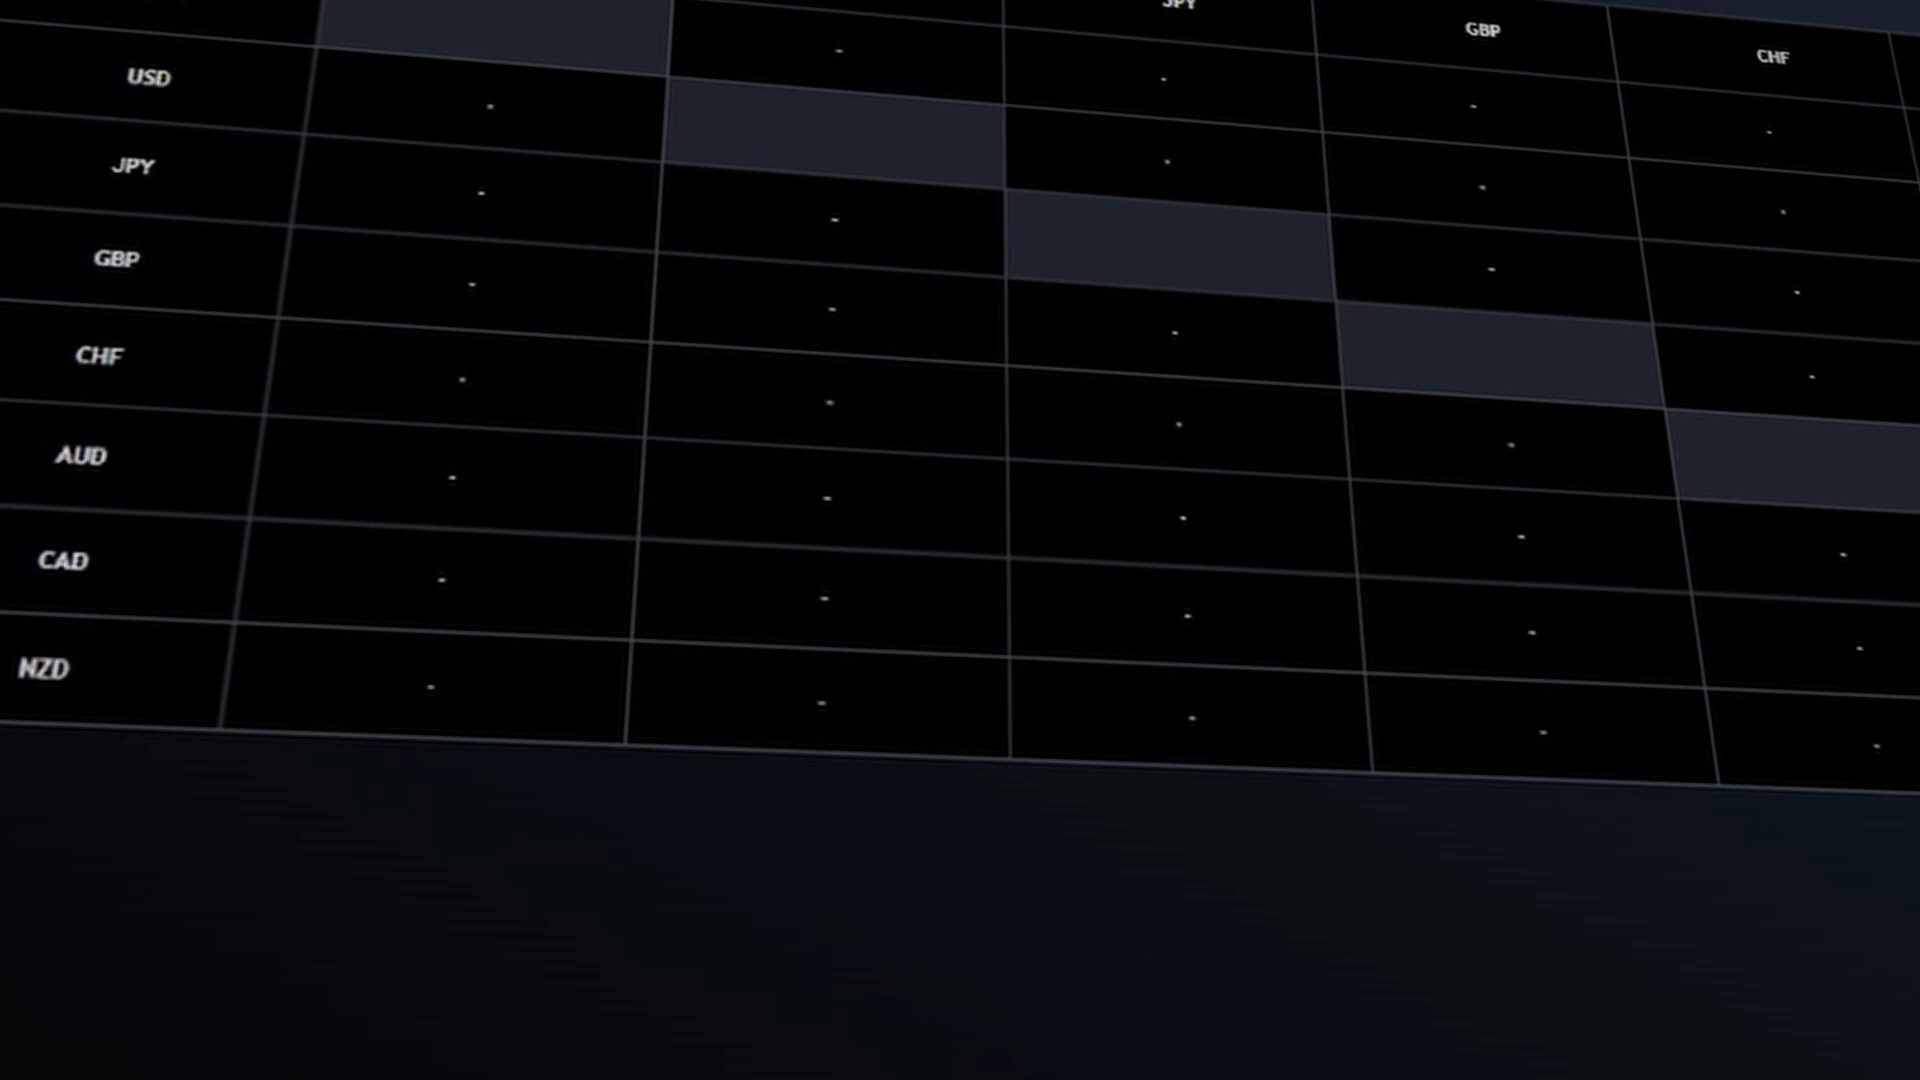 JPY GBP CHF
- - - -
USD - - - -
JPY - - - -
GBP - - - -
CHF - - - -
AUD - - - - -
CAD - - - - -
NZD - - - - -